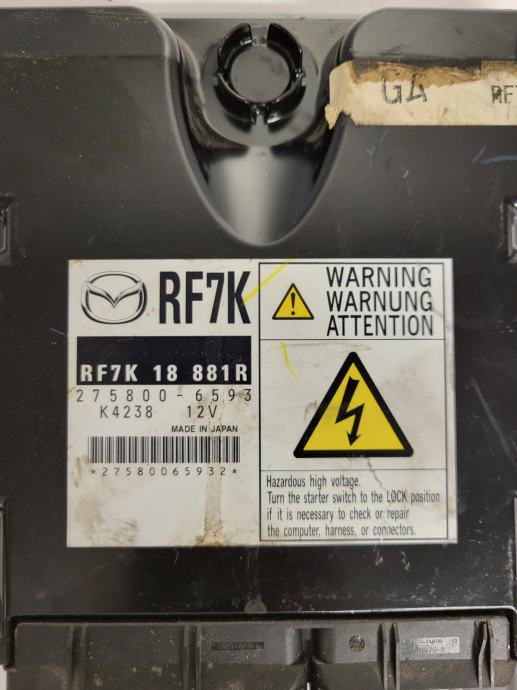 GA
RF7K
RF7K 18 881R
275800-6593
K4238 12V
MADE IN JAPAN
*27580065932*
WARNING
WARNUNG
ATTENTION
Hazardous high voltage.
Turn the starter switch to the LOCK position
if it is necessary to check or repair
the computer, harness, or connectors.